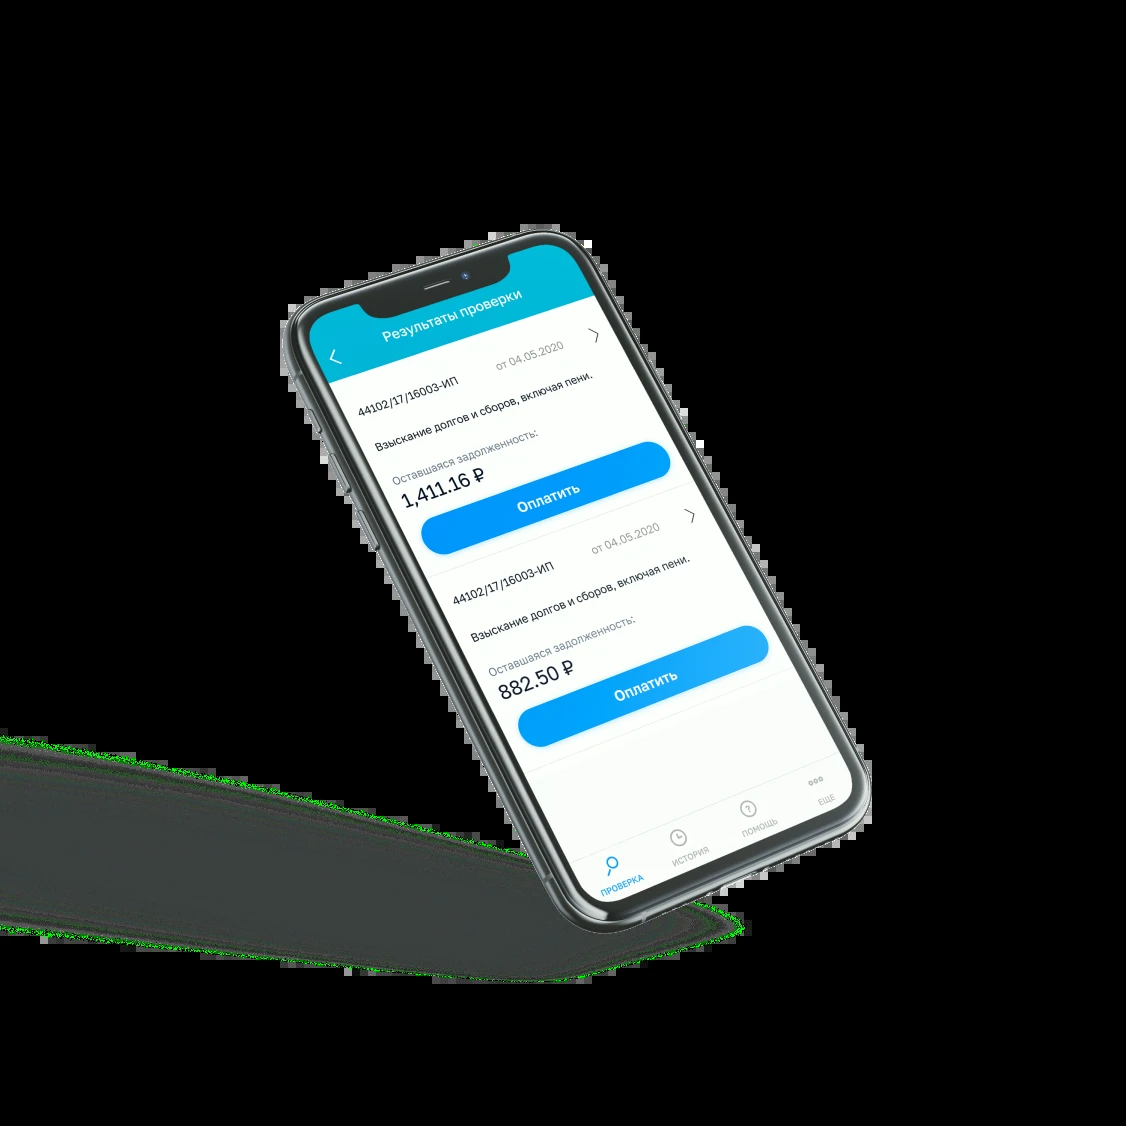 Результаты проверки
44102/17/16003-ИП от 04.05.2020
Взыскание долгов и сборов, включая пени.
Оставшаяся задолженность:
1,411.16 ₽
Оплатить
44102/17/16003-ИП от 04.05.2020
Взыскание долгов и сборов, включая пени.
Оставшаяся задолженность:
882.50 ₽
Оплатить
ПРОВЕРКА ИСТОРИЯ ПОМОЩЬ ЕЩЕ